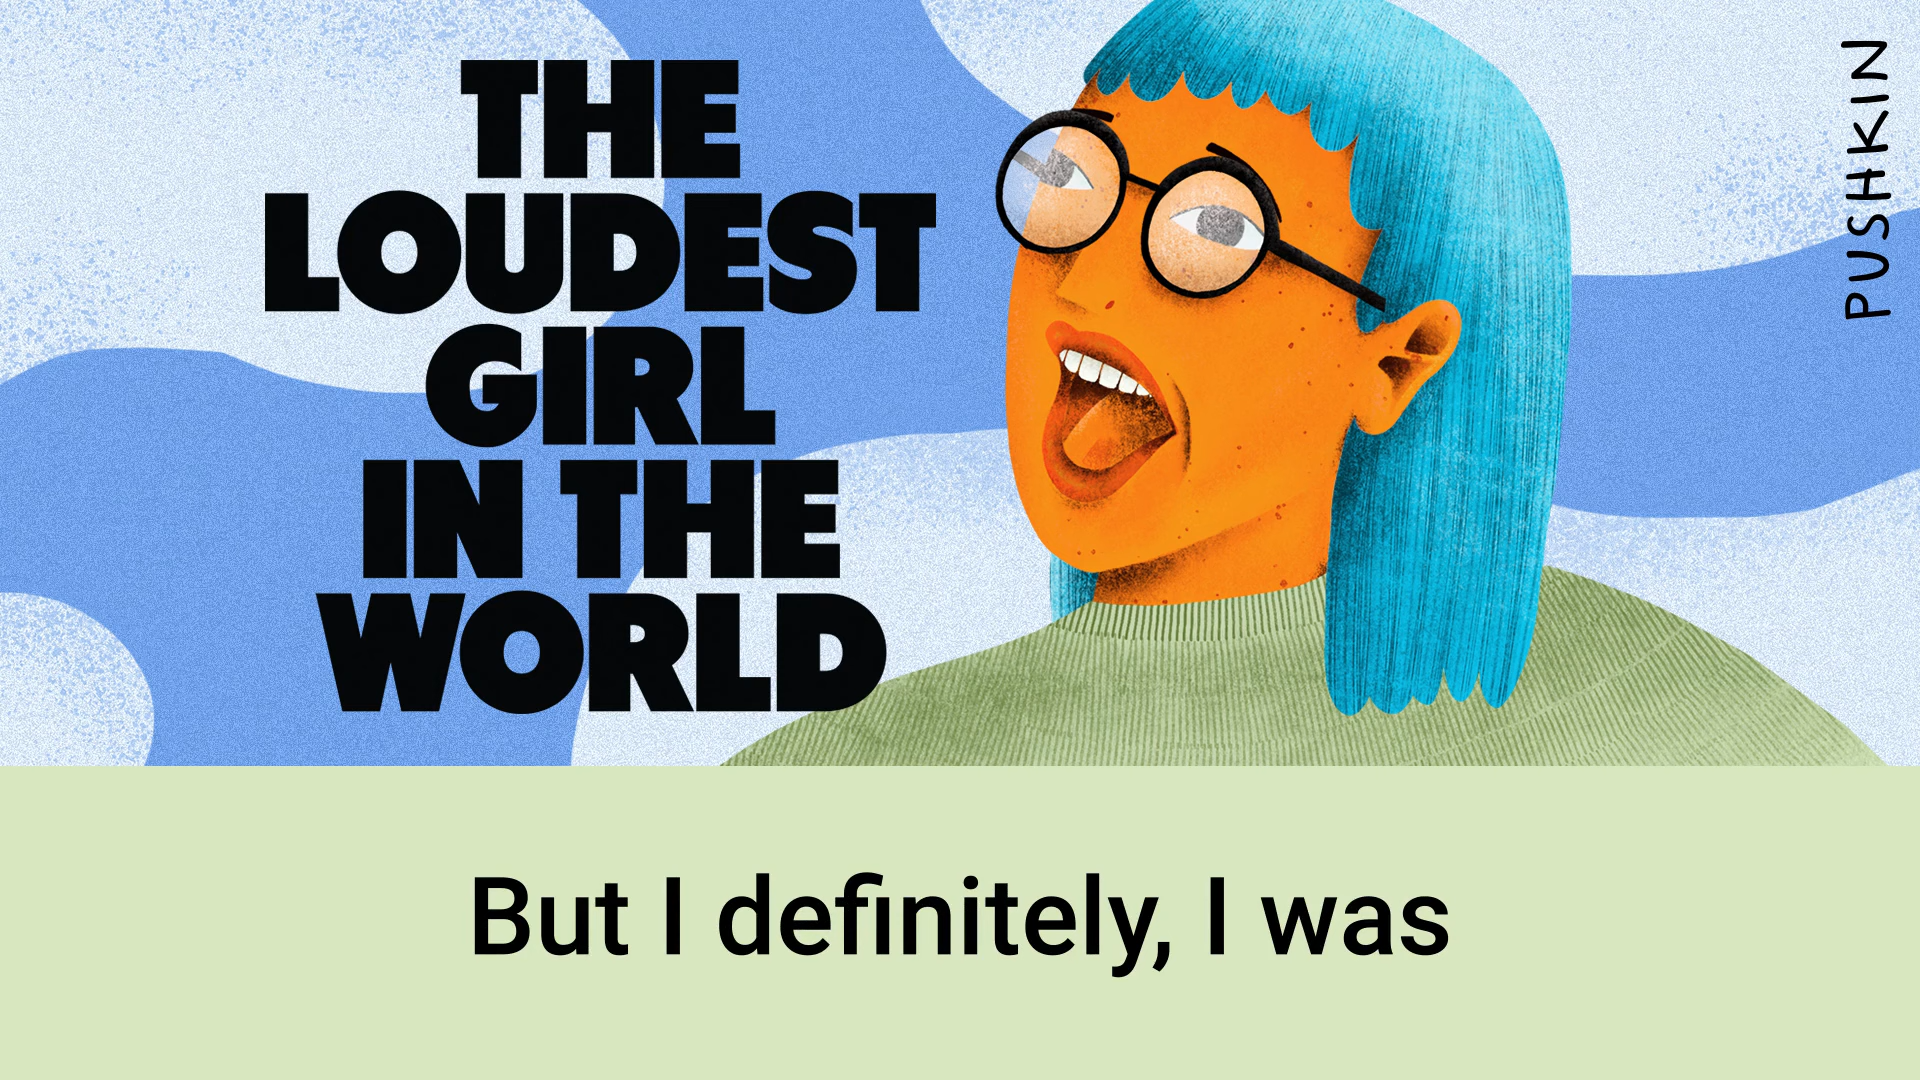 THE
LOUDEST
GIRL
IN THE
WORLD
PUSHKIN
But I definitely, I was